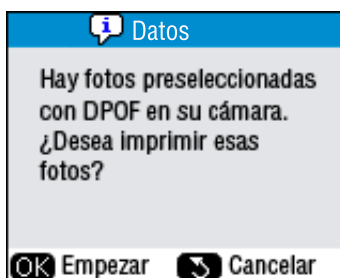 Datos
Hay fotos preseleccionadas
con DPOF en su cámara.
¿Desea imprimir esas
fotos?
OK Empezar Cancelar